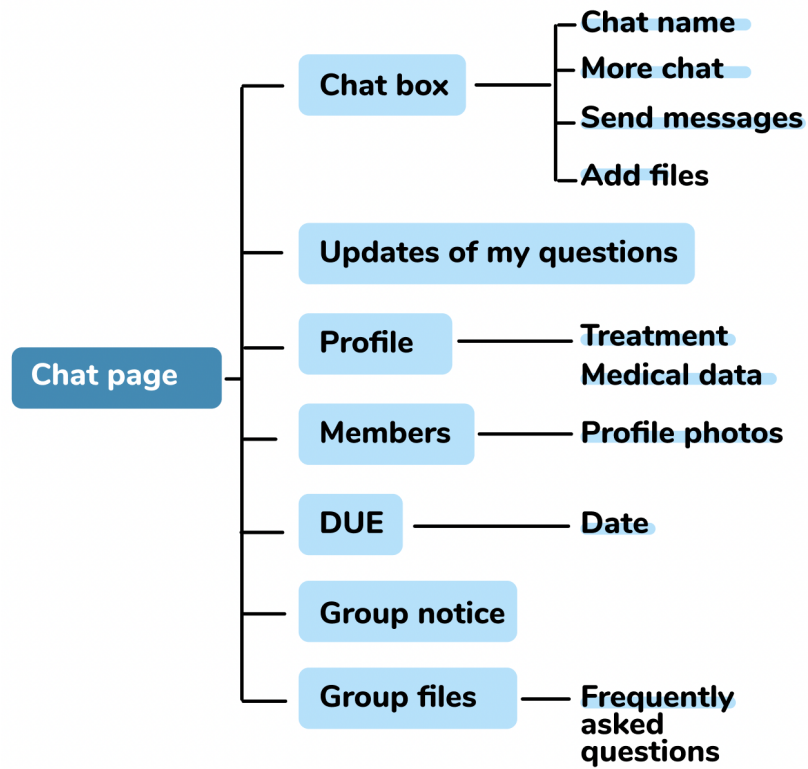 Chat page
Chat box
Chat name
More chat
Send messages
Add files
Updates of my questions
Profile
Treatment
Medical data
Members
Profile photos
DUE
Date
Group notice
Group files
Frequently
asked
questions